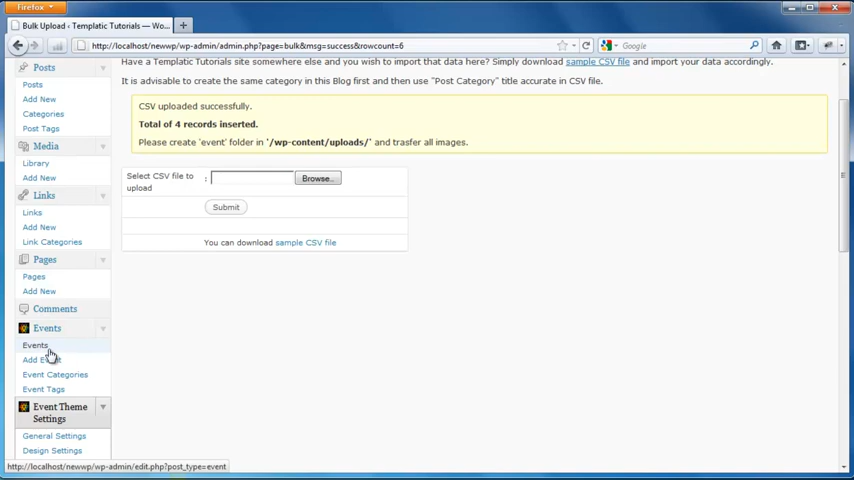 Firefox
Bulk Upload ‹ Templatic Tutorials — Wo...
http://localhost/newwp/wp-admin/admin.php?page=bulk&msg=success&rowcount=6
Google
Posts
Posts
Add New
Categories
Post Tags
Media
Library
Add New
Links
Links
Add New
Link Categories
Pages
Pages
Add New
Comments
Events
Events
Add
Event Categories
Event Tags
Event Theme
Settings
General Settings
Design Settings
Have a Templatic Tutorials site somewhere else and you wish to import that data here? Simply download sample CSV file and import your data accordingly.
It is advisable to create the same category in this Blog first and then use "Post Category" title accurate in CSV file.
CSV uploaded successfully.
Total of 4 records inserted.
Please create 'event' folder in '/wp-content/uploads/' and trasfer all images.
Select CSV file to
upload
:
Browse..
Submit
You can download sample CSV file
http://localhost/newwp/wp-admin/edit.php?post_type=event